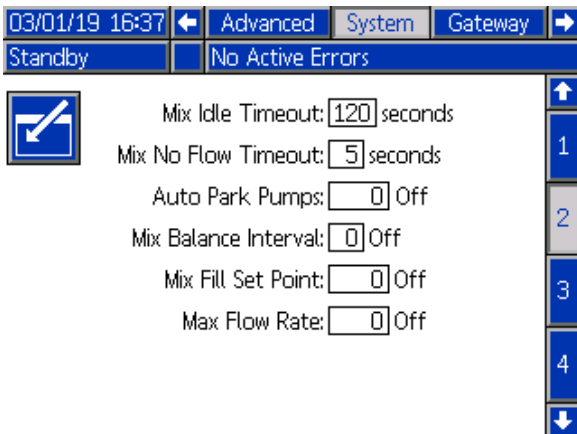 03/01/19 16:37 Advanced System Gateway
Standby No Active Errors
Mix Idle Timeout: 120 seconds
Mix No Flow Timeout: 5 seconds
Auto Park Pumps: 0 Off
Mix Balance Interval: 0 Off
Mix Fill Set Point: 0 Off
Max Flow Rate: 0 Off
1
2
3
4